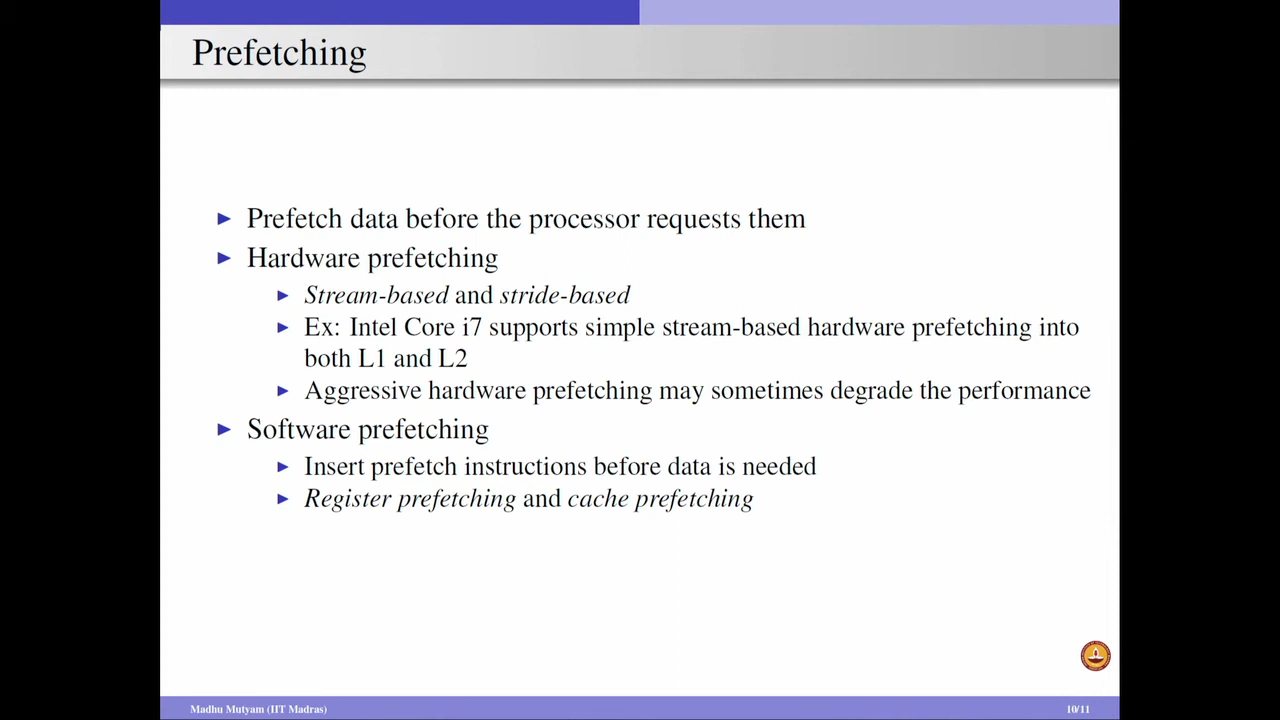 Prefetching
Prefetch data before the processor requests them
Hardware prefetching
Stream-based and stride-based
Ex: Intel Core i7 supports simple stream-based hardware prefetching into
both L1 and L2
Aggressive hardware prefetching may sometimes degrade the performance
Software prefetching
Insert prefetch instructions before data is needed
Register prefetching and cache prefetching
Madhu Mutyam (IIT Madras)
10/11